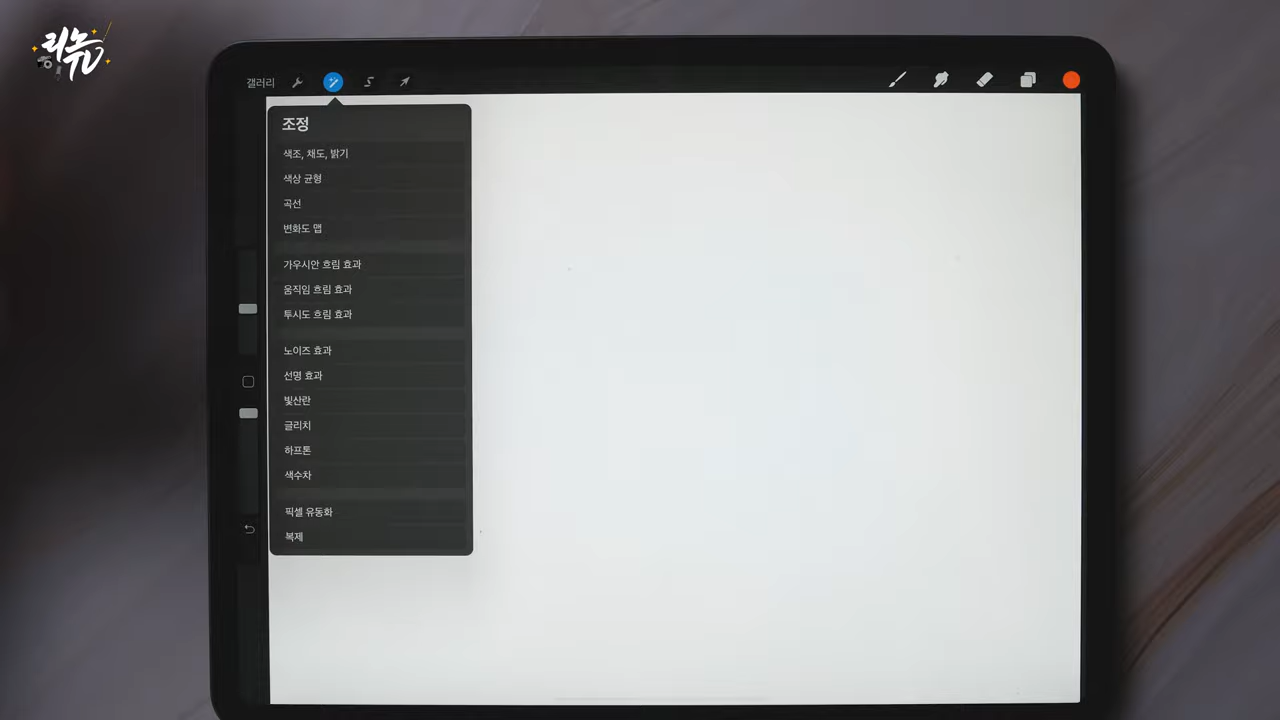 리뉴
TV
갤러리
조정
색조, 채도, 밝기
색상 균형
곡선
변화도 맵
가우시안 흐림 효과
움직임 흐림 효과
투시도 흐림 효과
노이즈 효과
선명 효과
빛산란
글리치
하프톤
색수차
픽셀 유동화
복제